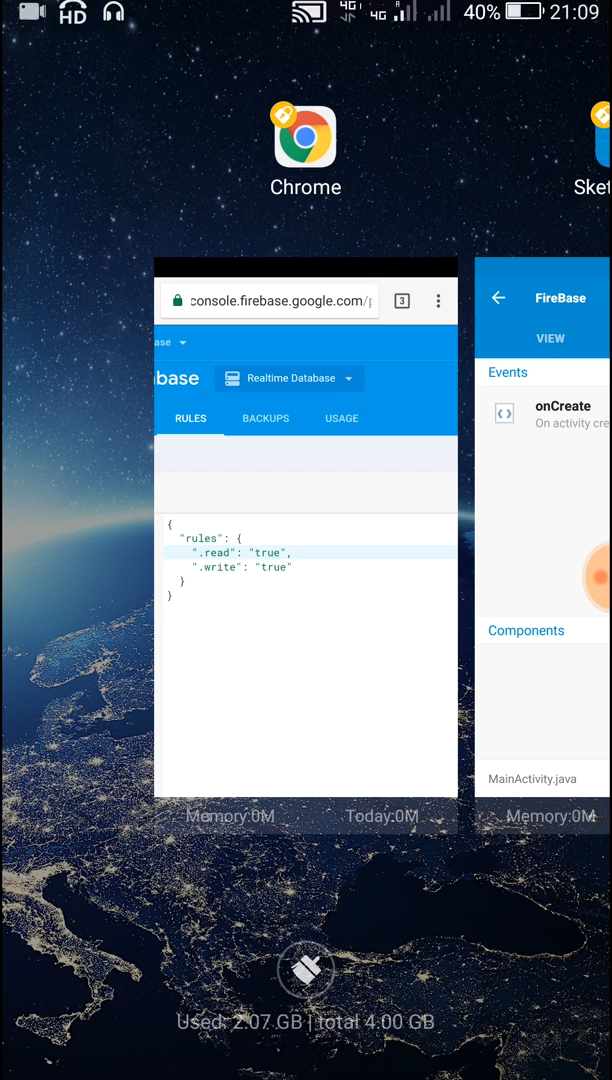 HD 4G 4G R 40% 21:09
Chrome
Sket
console.firebase.google.com/p
3
ase
base
Realtime Database
RULES BACKUPS USAGE
{
"rules": {
".read": "true",
".write": "true"
}
}
Memory:0M Today:0M
FireBase
VIEW
Events
onCreate
On activity cre
Components
MainActivity.java
Memory:0M
Used: 2.07 GB | total 4.00 GB